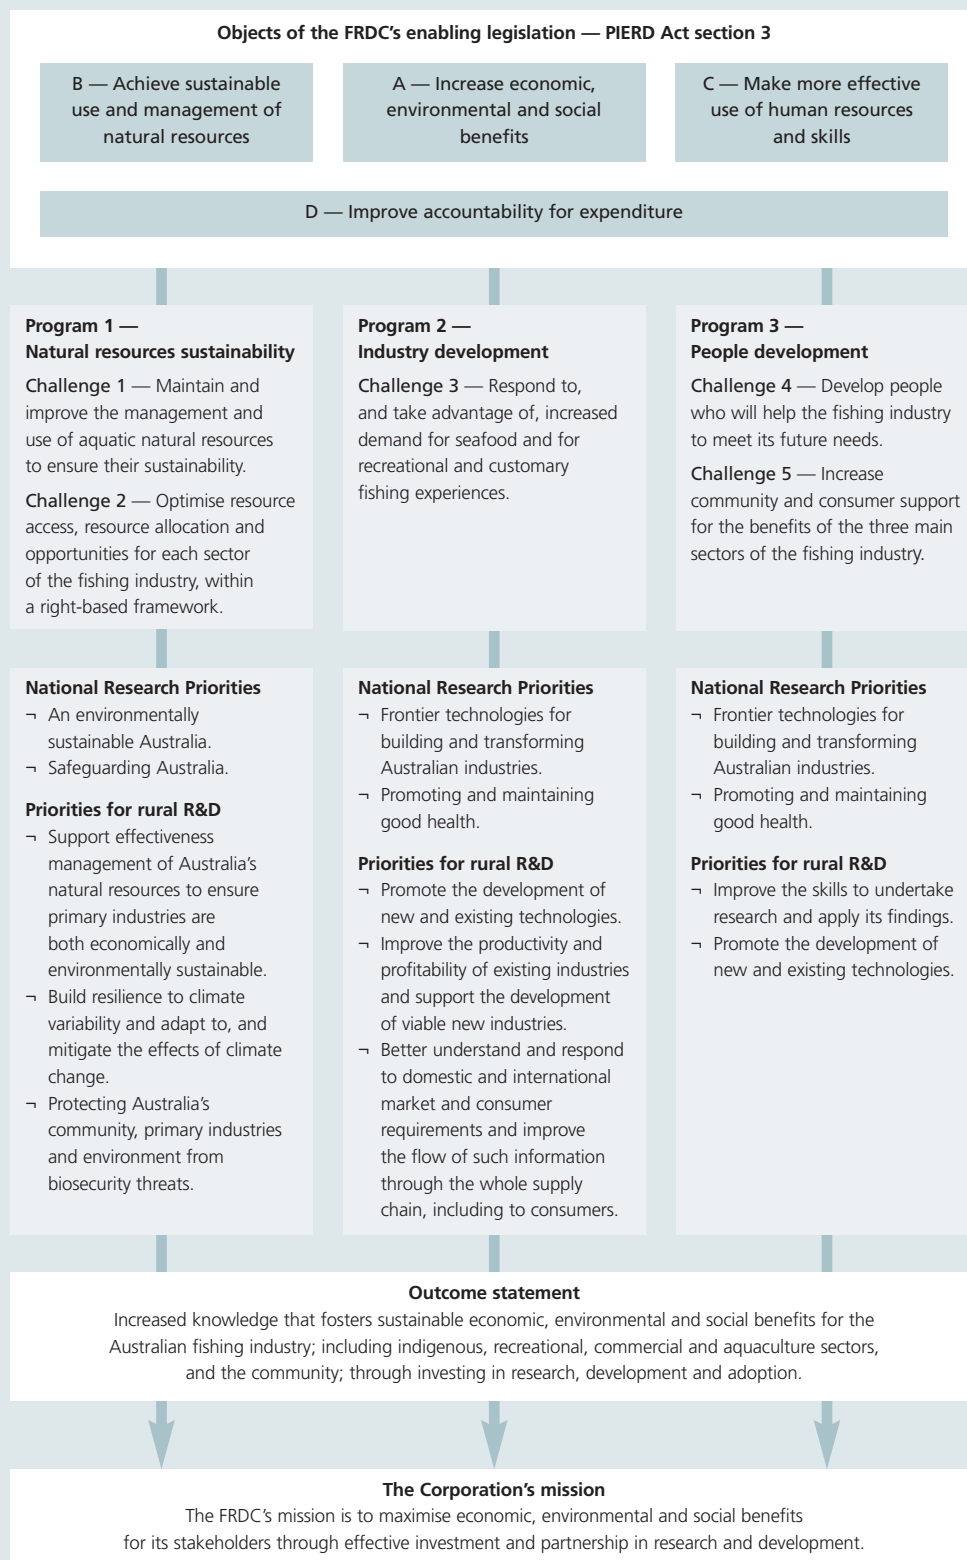 Objects of the FRDC's enabling legislation — PIERD Act section 3
B — Achieve sustainable
use and management of
natural resources
A — Increase economic,
environmental and social
benefits
C — Make more effective
use of human resources
and skills
D — Improve accountability for expenditure
Program 1 —
Natural resources sustainability
Challenge 1 — Maintain and
improve the management and
use of aquatic natural resources
to ensure their sustainability.
Challenge 2 — Optimise resource
access, resource allocation and
opportunities for each sector
of the fishing industry, within
a right-based framework.
Program 2 —
Industry development
Challenge 3 — Respond to,
and take advantage of, increased
demand for seafood and for
recreational and customary
fishing experiences.
Program 3 —
People development
Challenge 4 — Develop people
who will help the fishing industry
to meet its future needs.
Challenge 5 — Increase
community and consumer support
for the benefits of the three main
sectors of the fishing industry.
National Research Priorities
¬ An environmentally
sustainable Australia.
¬ Safeguarding Australia.
Priorities for rural R&D
¬ Support effectiveness
management of Australia's
natural resources to ensure
primary industries are
both economically and
environmentally sustainable.
¬ Build resilience to climate
variability and adapt to, and
mitigate the effects of climate
change.
¬ Protecting Australia's
community, primary industries
and environment from
biosecurity threats.
National Research Priorities
¬ Frontier technologies for
building and transforming
Australian industries.
¬ Promoting and maintaining
good health.
Priorities for rural R&D
¬ Promote the development of
new and existing technologies.
¬ Improve the productivity and
profitability of existing industries
and support the development
of viable new industries.
¬ Better understand and respond
to domestic and international
market and consumer
requirements and improve
the flow of such information
through the whole supply
chain, including to consumers.
National Research Priorities
¬ Frontier technologies for
building and transforming
Australian industries.
¬ Promoting and maintaining
good health.
Priorities for rural R&D
¬ Improve the skills to undertake
research and apply its findings.
¬ Promote the development of
new and existing technologies.
Outcome statement
Increased knowledge that fosters sustainable economic, environmental and social benefits for the
Australian fishing industry; including indigenous, recreational, commercial and aquaculture sectors,
and the community; through investing in research, development and adoption.
The Corporation's mission
The FRDC's mission is to maximise economic, environmental and social benefits
for its stakeholders through effective investment and partnership in research and development.